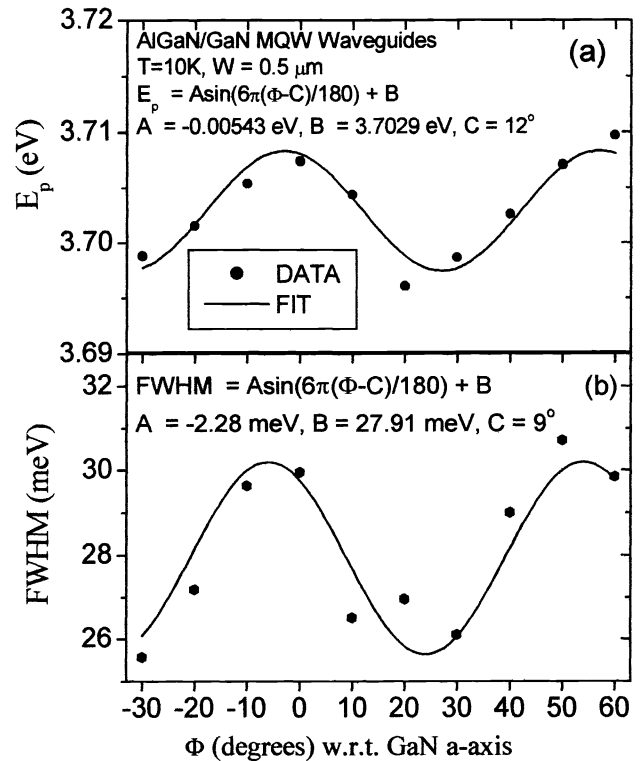 3.72
AlGaN/GaN MQW Waveguides
(a)
T=10K, W = 0.5 μm
E_p = Asin(6π(Φ-C)/180) + B
A = -0.00543 eV, B = 3.7029 eV, C = 12°
3.71
3.70
3.69
E_p (eV)
DATA
FIT
FWHM = Asin(6π(Φ-C)/180) + B
(b)
A = -2.28 meV, B = 27.91 meV, C = 9°
32
30
28
26
FWHM (meV)
-30 -20 -10 0 10 20 30 40 50 60
Φ (degrees) w.r.t. GaN a-axis